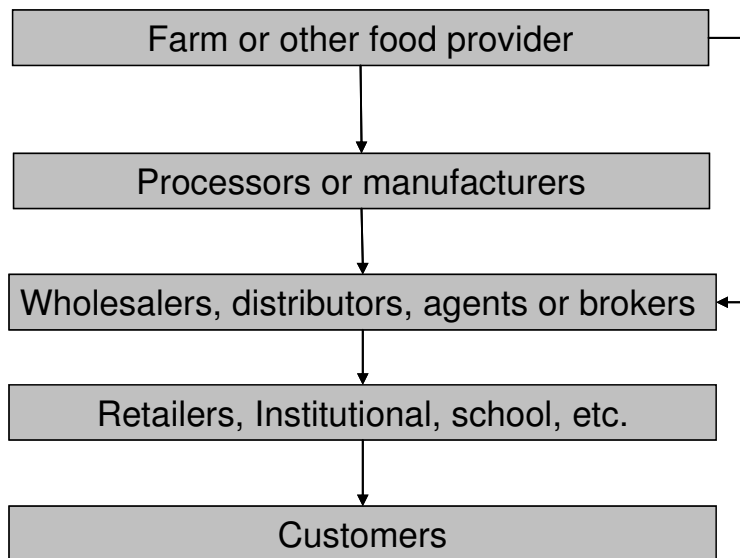 Farm or other food provider
Processors or manufacturers
Wholesalers, distributors, agents or brokers
Retailers, Institutional, school, etc.
Customers